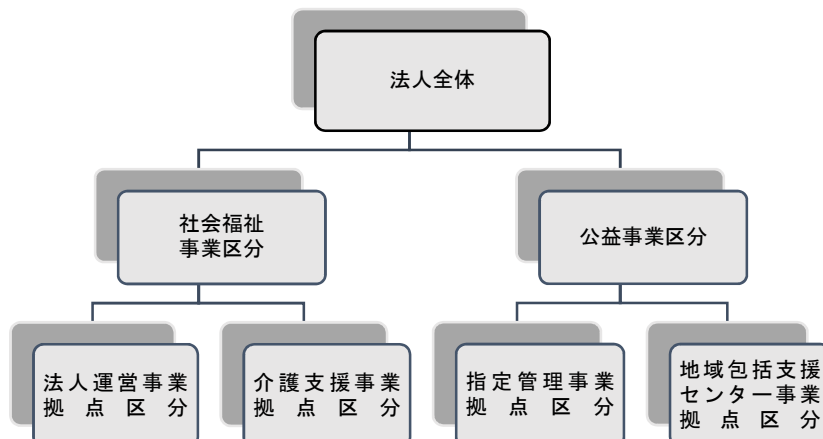 法人全体
社会福祉
事業区分
公益事業区分
法人運営事業
拠点区分
介護支援事業
拠点区分
指定管理事業
拠点区分
地域包括支援
センター事業
拠点区分